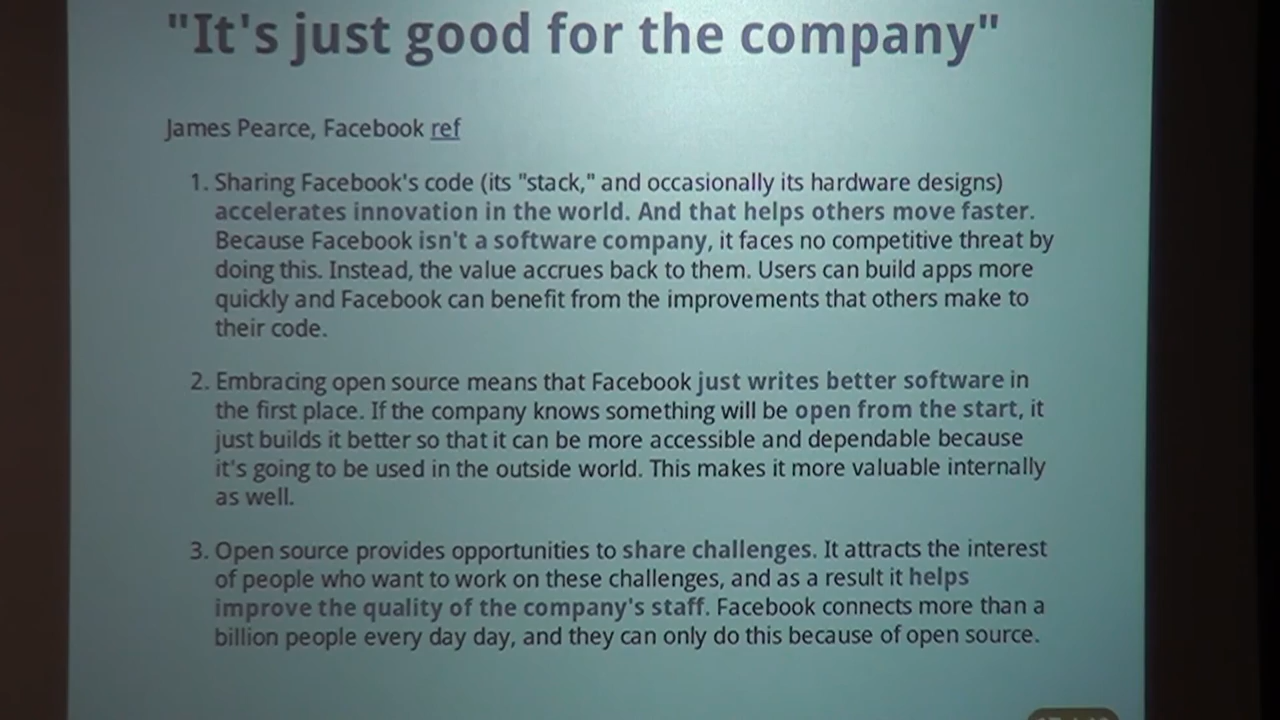 "It's just good for the company"
James Pearce, Facebook ref
1. Sharing Facebook's code (its "stack," and occasionally its hardware designs)
accelerates innovation in the world. And that helps others move faster.
Because Facebook isn't a software company, it faces no competitive threat by
doing this. Instead, the value accrues back to them. Users can build apps more
quickly and Facebook can benefit from the improvements that others make to
their code.
2. Embracing open source means that Facebook just writes better software in
the first place. If the company knows something will be open from the start, it
just builds it better so that it can be more accessible and dependable because
it's going to be used in the outside world. This makes it more valuable internally
as well.
3. Open source provides opportunities to share challenges. It attracts the interest
of people who want to work on these challenges, and as a result it helps
improve the quality of the company's staff. Facebook connects more than a
billion people every day day, and they can only do this because of open source.